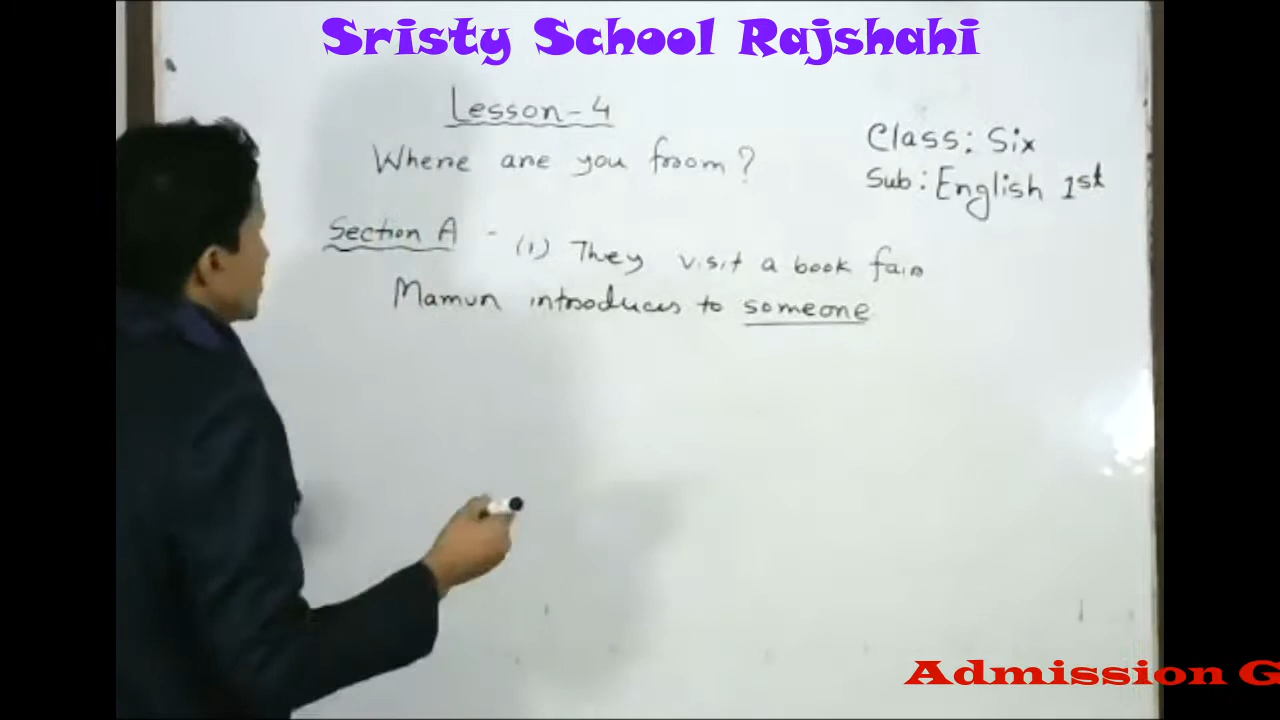 Sristy School Rajshahi
Lesson-4
Where are you from?
Class: Six
Sub: English 1st
Section A - (1) They visit a book fair
Mamun introduces to someone
Admission G